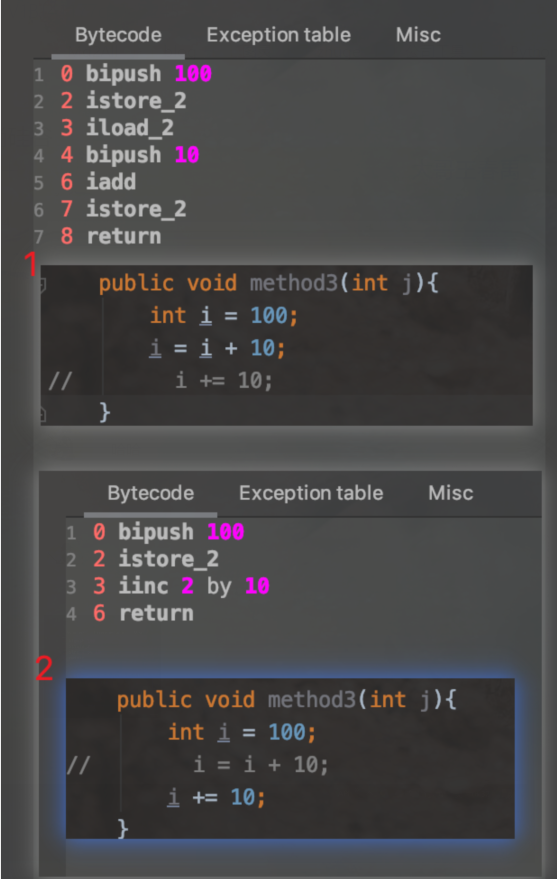 Bytecode Exception table Misc
1 0 bipush 100
2 2 istore_2
3 3 iload_2
4 4 bipush 10
5 6 iadd
6 7 istore_2
7 8 return
1
public void method3(int j){
int i = 100;
i = i + 10;
// i += 10;
}
Bytecode Exception table Misc
1 0 bipush 100
2 2 istore_2
3 3 iinc 2 by 10
4 6 return
2
public void method3(int j){
int i = 100;
// i = i + 10;
i += 10;
}